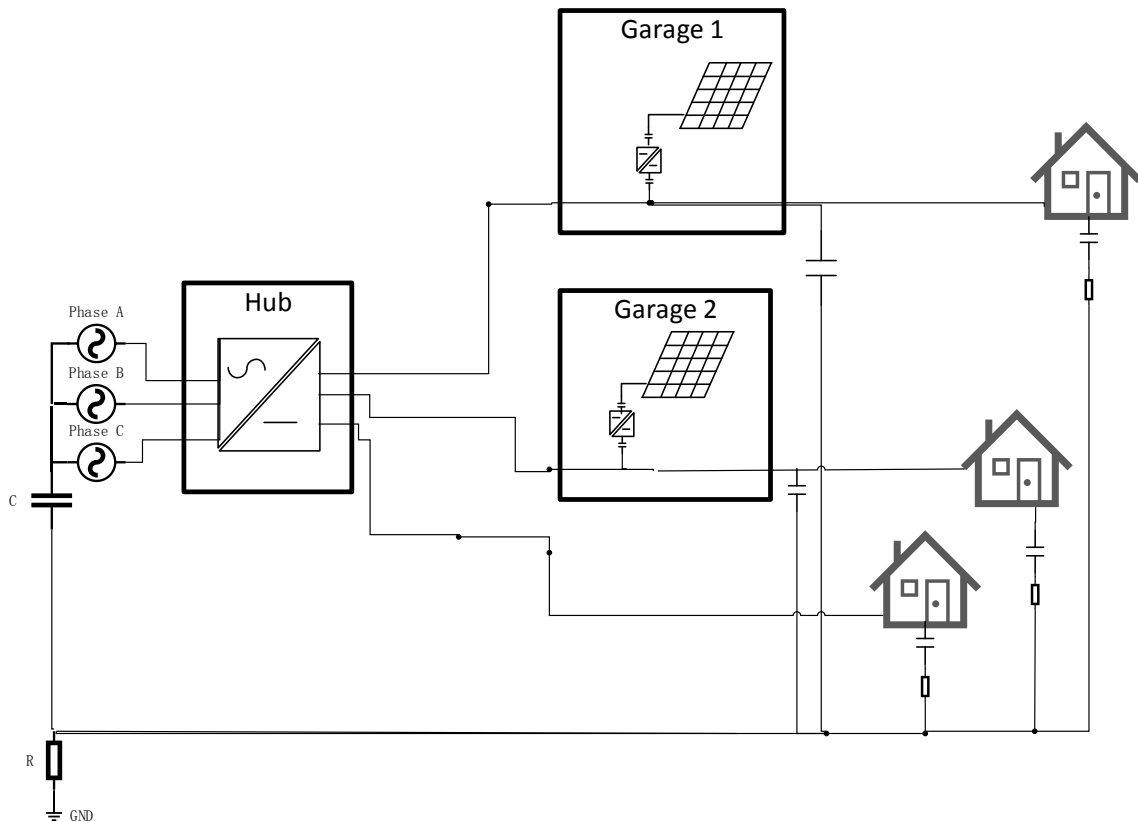 Garage 1
Hub
Garage 2
Phase A
Phase B
Phase C
C
R
GND